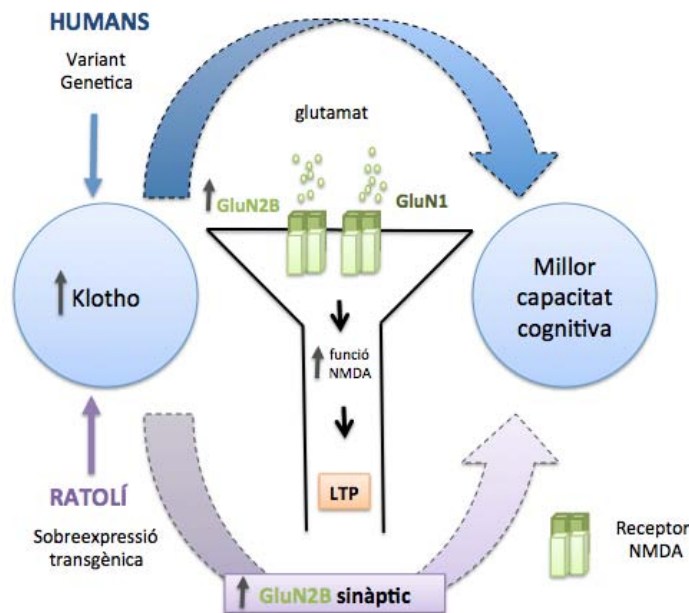 HUMANS
Variant
Genetica
glutamat
GluN2B
GluN1
Klotho
Millor
capacitat
cognitiva
funció
NMDA
LTP
RATOLÍ
Sobreexpressió
transgènica
GluN2B sinàptic
Receptor
NMDA